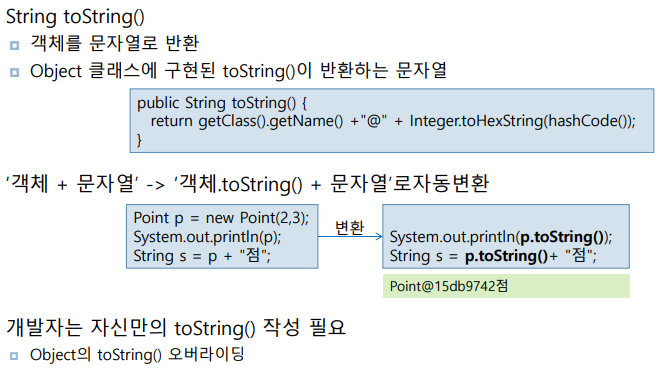 String toString()
객체를 문자열로 반환
Object 클래스에 구현된 toString()이 반환하는 문자열
public String toString() {
return getClass().getName() +"@" + Integer.toHexString(hashCode());
}
'객체 + 문자열' -> '객체.toString() + 문자열'로자동변환
Point p = new Point(2,3);
System.out.println(p);
String s = p + "점";
변환
System.out.println(p.toString());
String s = p.toString()+ "점";
Point@15db9742점
개발자는 자신만의 toString() 작성 필요
Object의 toString() 오버라이딩